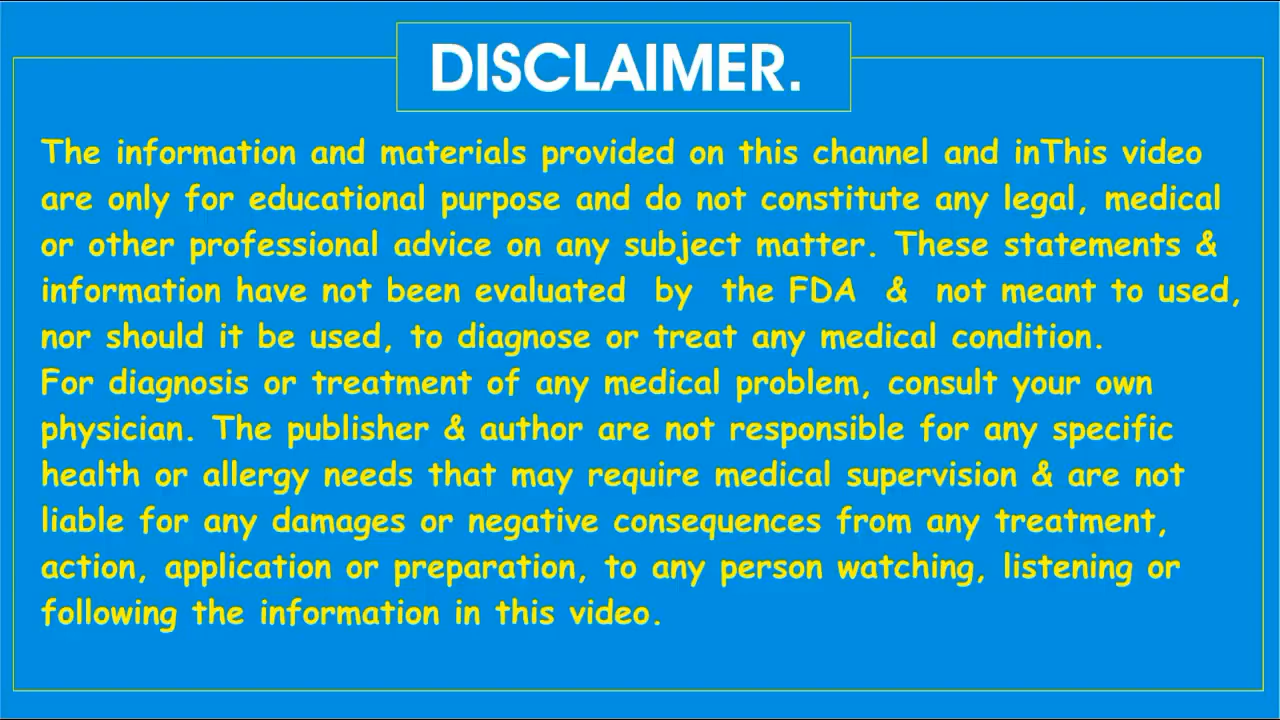 DISCLAIMER.
The information and materials provided on this channel and inThis video
are only for educational purpose and do not constitute any legal, medical
or other professional advice on any subject matter. These statements &
information have not been evaluated by the FDA & not meant to used,
nor should it be used, to diagnose or treat any medical condition.
For diagnosis or treatment of any medical problem, consult your own
physician. The publisher & author are not responsible for any specific
health or allergy needs that may require medical supervision & are not
liable for any damages or negative consequences from any treatment,
action, application or preparation, to any person watching, listening or
following the information in this video.